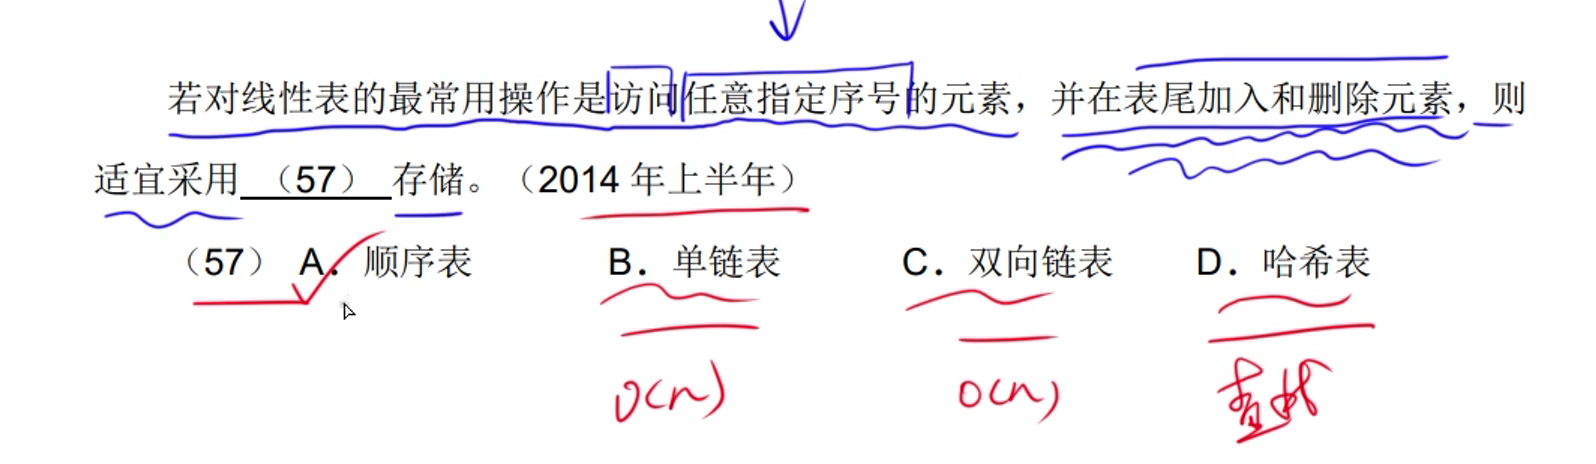 若对线性表的最常用操作是访问任意指定序号的元素，并在表尾加入和删除元素，则
适宜采用 （57） 存储。（2014 年上半年）
（57） A．顺序表 B．单链表 C．双向链表 D．哈希表
O(n) O(n) 查找